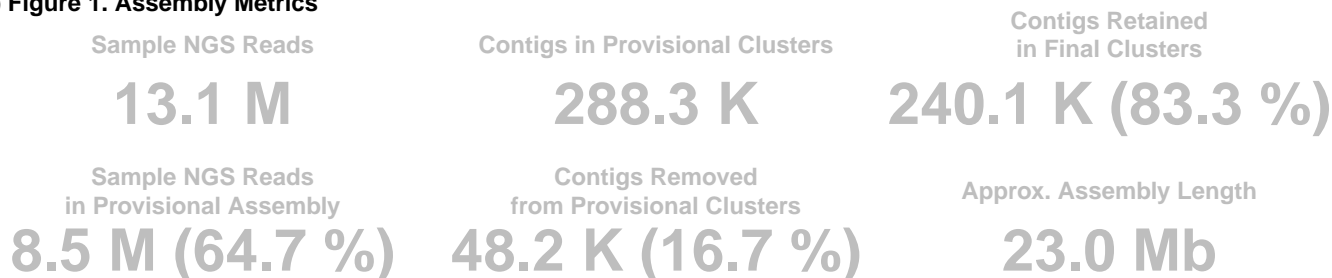 Figure 1. Assembly Metrics
Sample NGS Reads
13.1 M
Contigs in Provisional Clusters
288.3 K
Contigs Retained
in Final Clusters
240.1 K (83.3 %)
Sample NGS Reads
in Provisional Assembly
8.5 M (64.7 %)
Contigs Removed
from Provisional Clusters
48.2 K (16.7 %)
Approx. Assembly Length
23.0 Mb